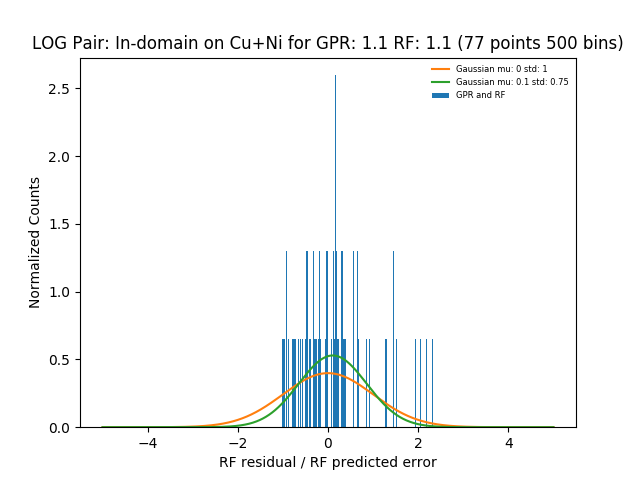 LOG Pair: In-domain on Cu+Ni for GPR: 1.1 RF: 1.1 (77 points 500 bins)
Gaussian mu: 0 std: 1
Gaussian mu: 0.1 std: 0.75
GPR and RF
Normalized Counts
2.5
2.0
1.5
1.0
0.5
0.0
−4
−2
0
2
4
RF residual / RF predicted error